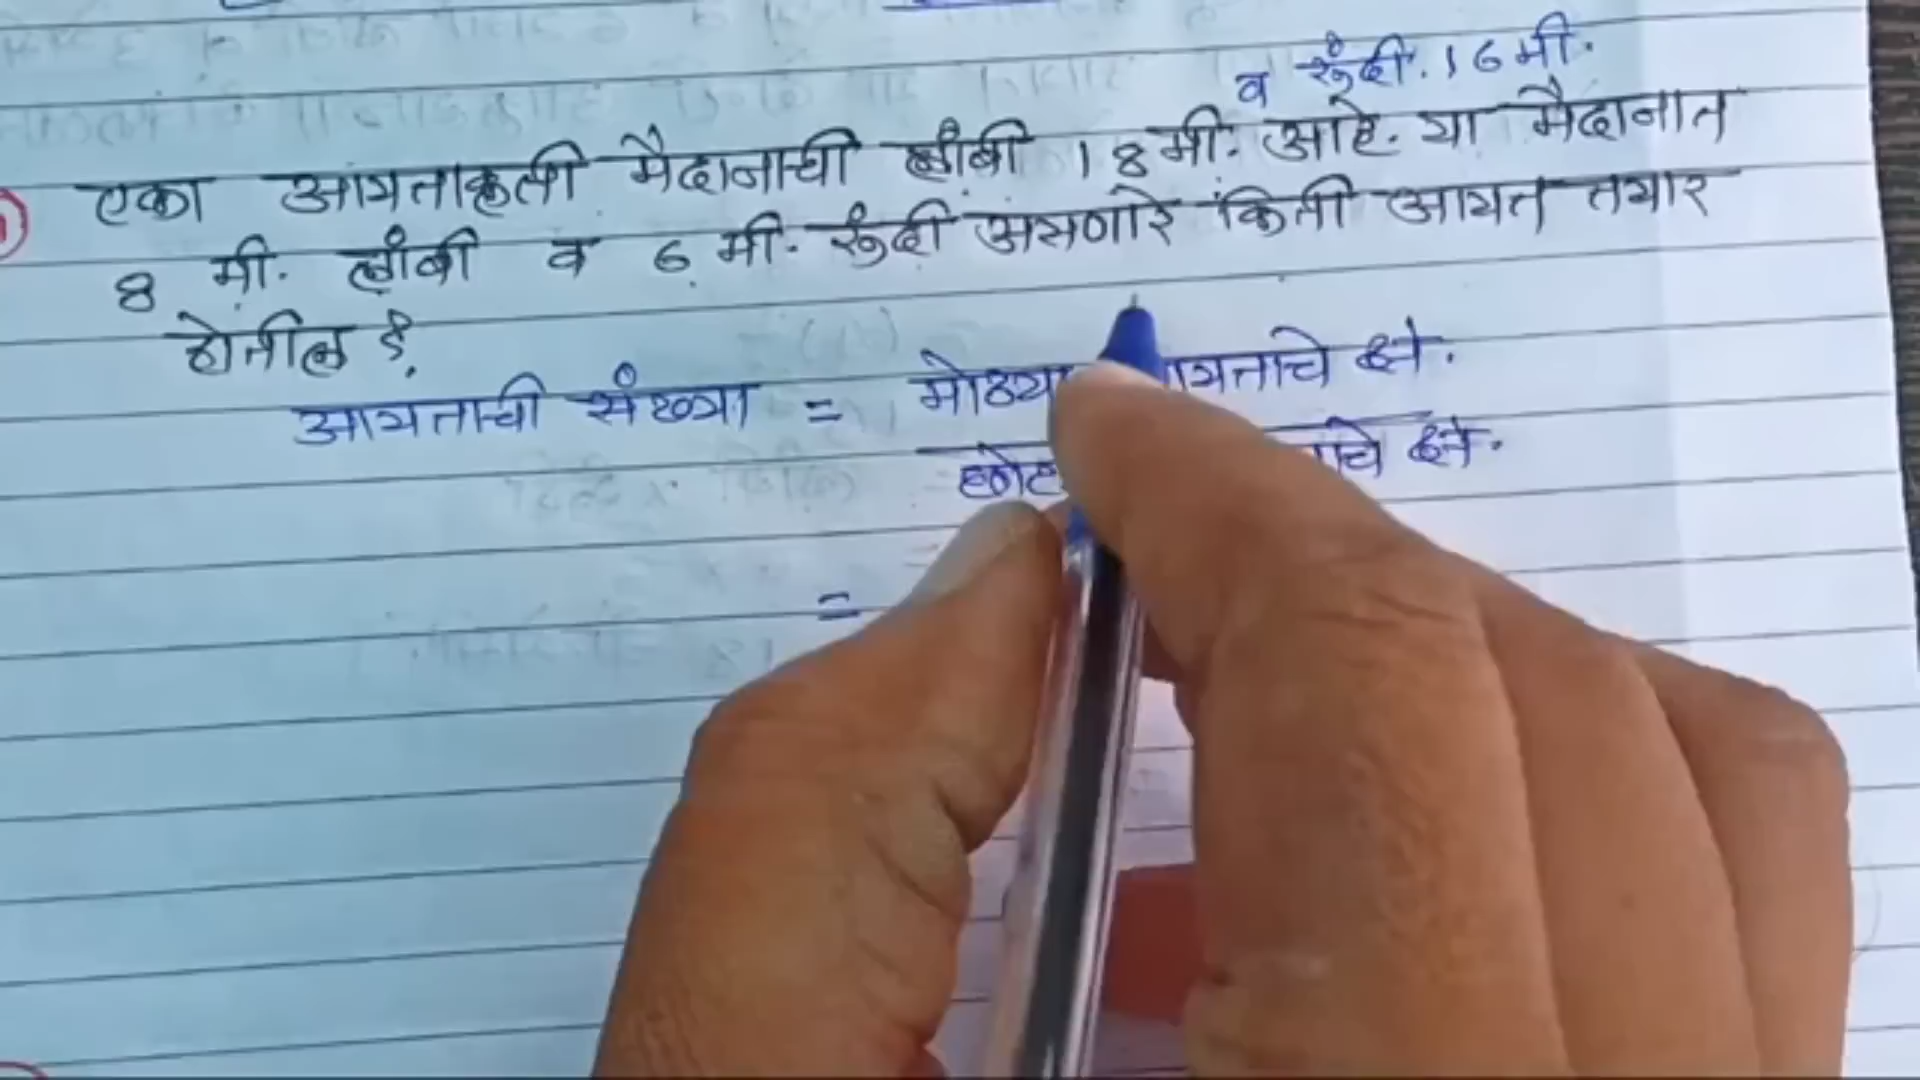 व रुंदी. 16 मी.
एका आयताकृती मैदानाची लांबी 18 मी. आहे. या मैदानात
8 मी. लांबी व 6 मी. रुंदी असणारे किती आयत तयार
होतील ?
आयताची संख्या = मोठ्या आयताचे क्षे.
छोट ाचे क्षे.
=